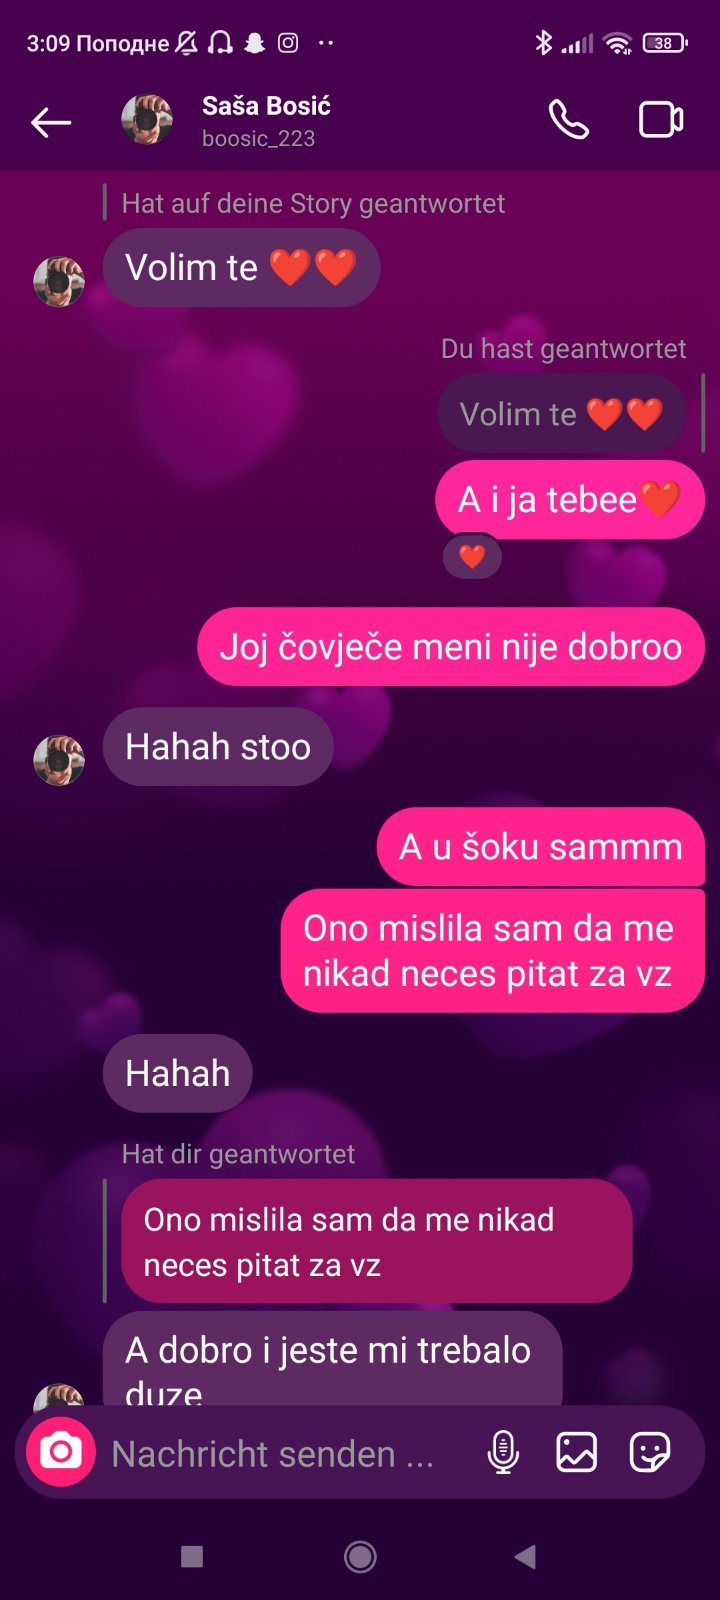 3:09 Поподне
38
Saša Bosić
boosic_223
Hat auf deine Story geantwortet
Volim te ❤️❤️
Du hast geantwortet
Volim te ❤️❤️
A i ja tebee❤️
❤️
Joj čovječe meni nije dobroo
Hahah stoo
A u šoku sammm
Ono mislila sam da me
nikad neces pitat za vz
Hahah
Hat dir geantwortet
Ono mislila sam da me nikad
neces pitat za vz
A dobro i jeste mi trebalo
duze
Nachricht senden ...